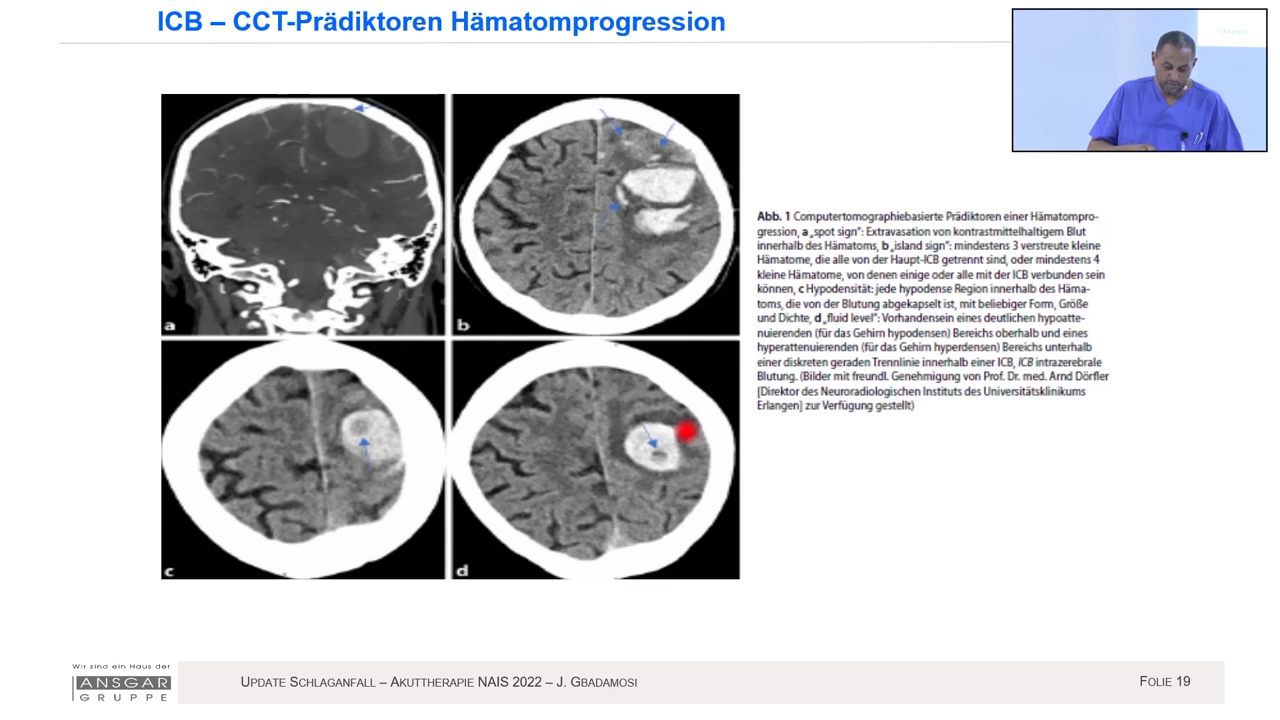 ICB – CCT-Prädiktoren Hämatomprogression
a
b
c
d
Abb. 1 Computertomographiebasierte Prädiktoren einer Hämatompro-
gression, a „spot sign“: Extravasation von kontrastmittelhaltigem Blut
innerhalb des Hämatoms, b „island sign“: mindestens 3 verstreute kleine
Hämatome, die alle von der Haupt-ICB getrennt sind, oder mindestens 4
kleine Hämatome, von denen einige oder alle mit der ICB verbunden sein
können, c Hypodensität: jede hypodense Region innerhalb des Häma-
toms, die von der Blutung abgekapselt ist, mit beliebiger Form, Größe
und Dichte, d „fluid level“: Vorhandensein eines deutlichen hypoatte-
nuierenden (für das Gehirn hypodensen) Bereichs oberhalb und eines
hyperattenuierenden (für das Gehirn hyperdensen) Bereichs unterhalb
einer diskreten geraden Trennlinie innerhalb einer ICB, ICB intrazerebrale
Blutung. (Bilder mit freundl. Genehmigung von Prof. Dr. med. Arnd Dörfler
[Direktor des Neuroradiologischen Instituts des Universitätsklinikums
Erlangen] zur Verfügung gestellt)
Wir sind ein Haus der
ANSGAR
GRUPPE
UPDATE SCHLAGANFALL – AKUTTHERAPIE NAIS 2022 – J. GBADAMOSI
FOLIE 19